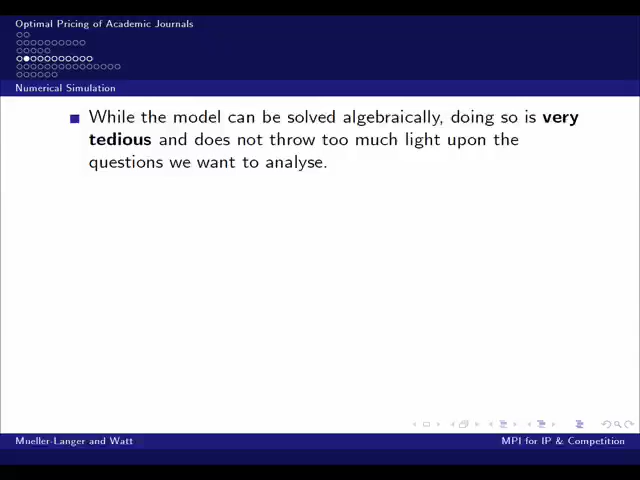 Optimal Pricing of Academic Journals
Numerical Simulation
While the model can be solved algebraically, doing so is very
tedious and does not throw too much light upon the
questions we want to analyse.
Mueller-Langer and Watt
MPI for IP & Competition